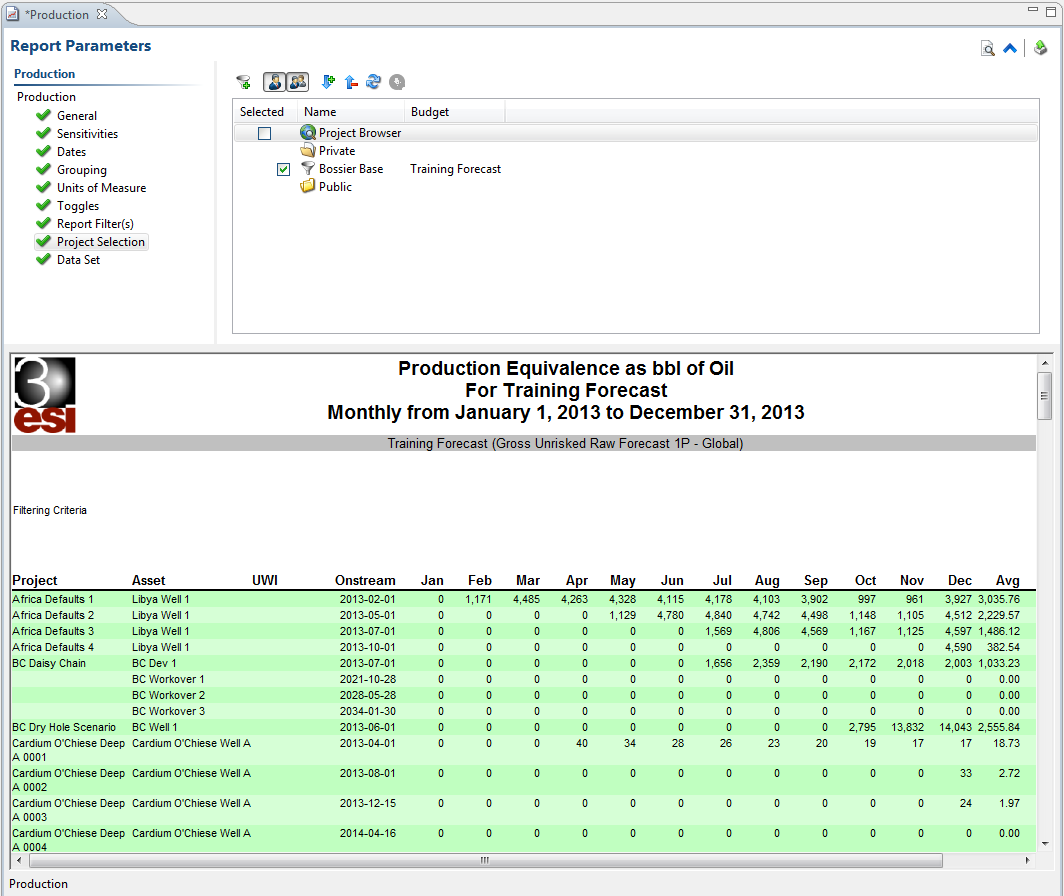 *Production
Report Parameters
Production
Production
General
Sensitivities
Dates
Grouping
Units of Measure
Toggles
Report Filter(s)
Project Selection
Data Set
Selected Name Budget
Project Browser
Private
Bossier Base Training Forecast
Public
3
esi
Production Equivalence as bbl of Oil
For Training Forecast
Monthly from January 1, 2013 to December 31, 2013
Training Forecast (Gross Unrisked Raw Forecast 1P - Global)
Filtering Criteria
Project Asset UWI Onstream Jan Feb Mar Apr May Jun Jul Aug Sep Oct Nov Dec Avg
Africa Defaults 1 Libya Well 1 2013-02-01 0 1,171 4,485 4,263 4,328 4,115 4,178 4,103 3,902 997 961 3,927 3,035.76
Africa Defaults 2 Libya Well 1 2013-05-01 0 0 0 0 1,129 4,780 4,840 4,742 4,498 1,148 1,105 4,512 2,229.57
Africa Defaults 3 Libya Well 1 2013-07-01 0 0 0 0 0 0 1,569 4,806 4,569 1,167 1,125 4,597 1,486.12
Africa Defaults 4 Libya Well 1 2013-10-01 0 0 0 0 0 0 0 0 0 0 0 4,590 382.54
BC Daisy Chain BC Dev 1 2013-07-01 0 0 0 0 0 0 1,656 2,359 2,190 2,172 2,018 2,003 1,033.23
BC Workover 1 2021-10-28 0 0 0 0 0 0 0 0 0 0 0 0 0.00
BC Workover 2 2028-05-28 0 0 0 0 0 0 0 0 0 0 0 0 0.00
BC Workover 3 2034-01-30 0 0 0 0 0 0 0 0 0 0 0 0 0.00
BC Dry Hole Scenario BC Well 1 2013-06-01 0 0 0 0 0 0 0 0 0 2,795 13,832 14,043 2,555.84
Cardium O'Chiese Deep Cardium O'Chiese Well A 2013-04-01 0 0 0 40 34 28 26 23 20 19 17 17 18.73
A 0001
Cardium O'Chiese Deep Cardium O'Chiese Well A 2013-08-01 0 0 0 0 0 0 0 0 0 0 0 33 2.72
A 0002
Cardium O'Chiese Deep Cardium O'Chiese Well A 2013-12-15 0 0 0 0 0 0 0 0 0 0 0 24 1.97
A 0003
Cardium O'Chiese Deep Cardium O'Chiese Well A 2014-04-16 0 0 0 0 0 0 0 0 0 0 0 0 0.00
A 0004
Production